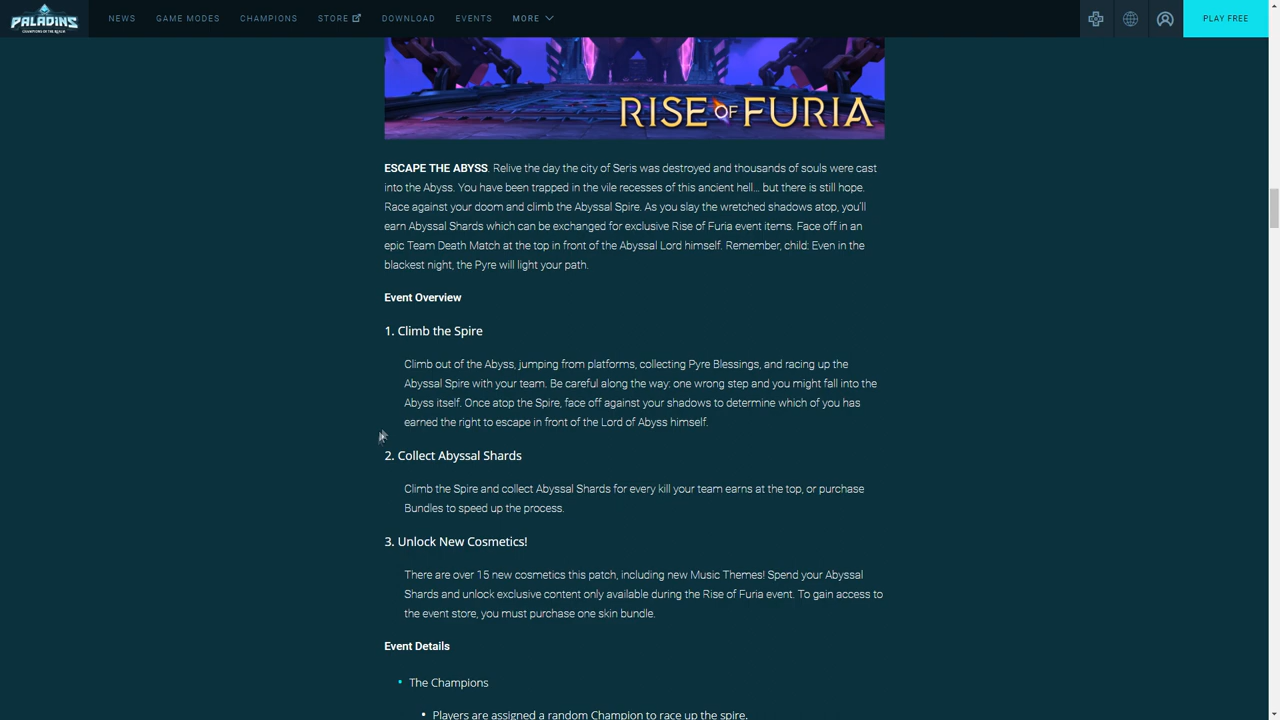 PALADINS
CHAMPIONS OF THE REALM
NEWS
GAME MODES
CHAMPIONS
STORE
DOWNLOAD
EVENTS
MORE
PLAY FREE
RISE OF FURIA
ESCAPE THE ABYSS. Relive the day the city of Seris was destroyed and thousands of souls were cast
into the Abyss. You have been trapped in the vile recesses of this ancient hell... but there is still hope.
Race against your doom and climb the Abyssal Spire. As you slay the wretched shadows atop, you'll
earn Abyssal Shards which can be exchanged for exclusive Rise of Furia event items. Face off in an
epic Team Death Match at the top in front of the Abyssal Lord himself. Remember, child: Even in the
blackest night, the Pyre will light your path.
Event Overview
1. Climb the Spire
Climb out of the Abyss, jumping from platforms, collecting Pyre Blessings, and racing up the
Abyssal Spire with your team. Be careful along the way: one wrong step and you might fall into the
Abyss itself. Once atop the Spire, face off against your shadows to determine which of you has
earned the right to escape in front of the Lord of Abyss himself.
2. Collect Abyssal Shards
Climb the Spire and collect Abyssal Shards for every kill your team earns at the top, or purchase
Bundles to speed up the process.
3. Unlock New Cosmetics!
There are over 15 new cosmetics this patch, including new Music Themes! Spend your Abyssal
Shards and unlock exclusive content only available during the Rise of Furia event. To gain access to
the event store, you must purchase one skin bundle.
Event Details
• The Champions
• Players are assigned a random Champion to race up the spire.